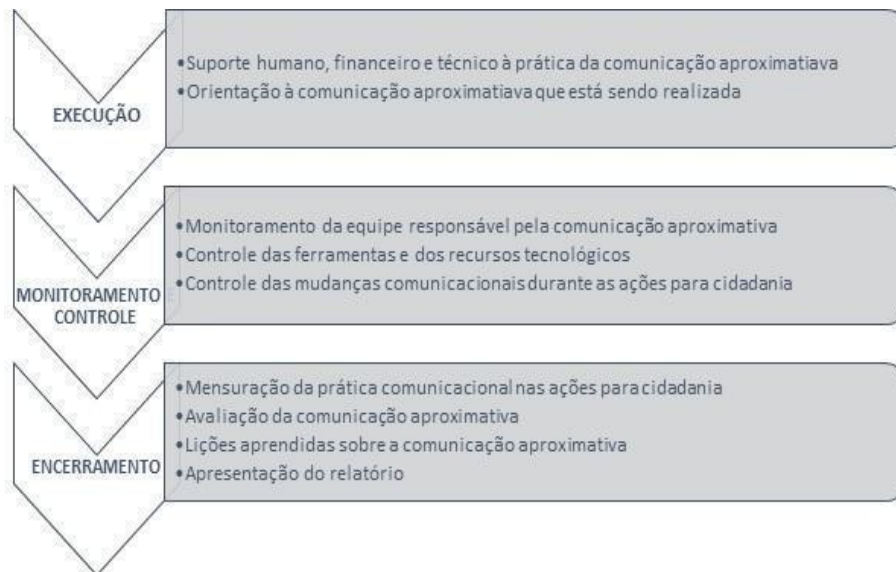 EXECUÇÃO
•Suporte humano, financeiro e técnico à prática da comunicação aproximatiava
•Orientação à comunicação aproximatiava que está sendo realizada
MONITORAMENTO E
CONTROLE
•Monitoramento da equipe responsável pela comunicação aproximativa
•Controle das ferramentas e dos recursos tecnológicos
•Controle das mudanças comunicacionais durante as ações para cidadania
ENCERRAMENTO
•Mensuração da prática comunicacional nas ações para cidadania
•Avaliação da comunicação aproximativa
•Lições aprendidas sobre a comunicação aproximativa
•Apresentação do relatório